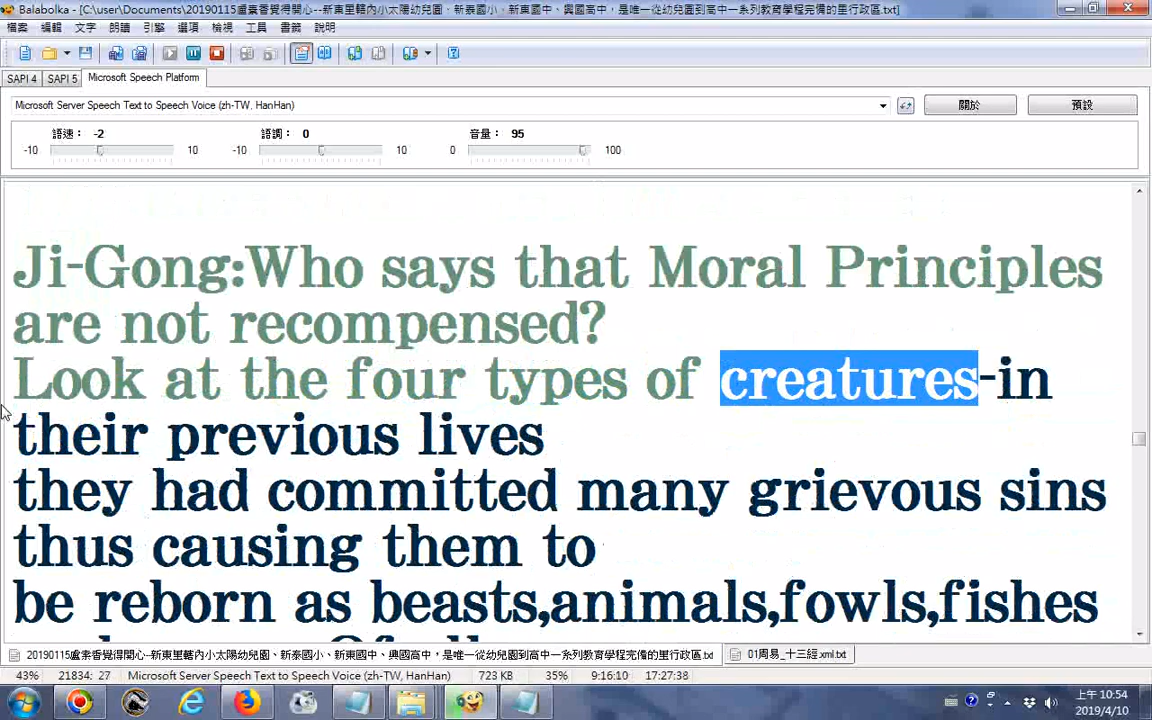 Balabolka - [C:\user\Documents\20190115盧素香覺得開心--新東里轄內小太陽幼兒園、新泰國小、新東國中、興國高中，是唯一從幼兒園到高中一系列教育學程完備的里行政區.txt]
檔案 編輯 文字 朗讀 引擎 選項 檢視 工具 書籤 說明
SAPI 4 SAPI 5 Microsoft Speech Platform
Microsoft Server Speech Text to Speech Voice (zh-TW, HanHan) 關於 預設
語速： -2 語調： 0 音量： 95
-10 10 -10 10 0 100
Ji-Gong:Who says that Moral Principles
are not recompensed?
Look at the four types of creatures-in
their previous lives
they had committed many grievous sins
thus causing them to
be reborn as beasts,animals,fowls,fishes
20190115盧素香覺得開心--新東里轄內小太陽幼兒園、新泰國小、新東國中、興國高中，是唯一從幼兒園到高中一系列教育學程完備的里行政區.txt 01周易_十三經.xml.txt
43% 21834: 27 Microsoft Server Speech Text to Speech Voice (zh-TW, HanHan) 723 KB 35% 9:16:10 17:27:38
上午 10:54
2019/4/10